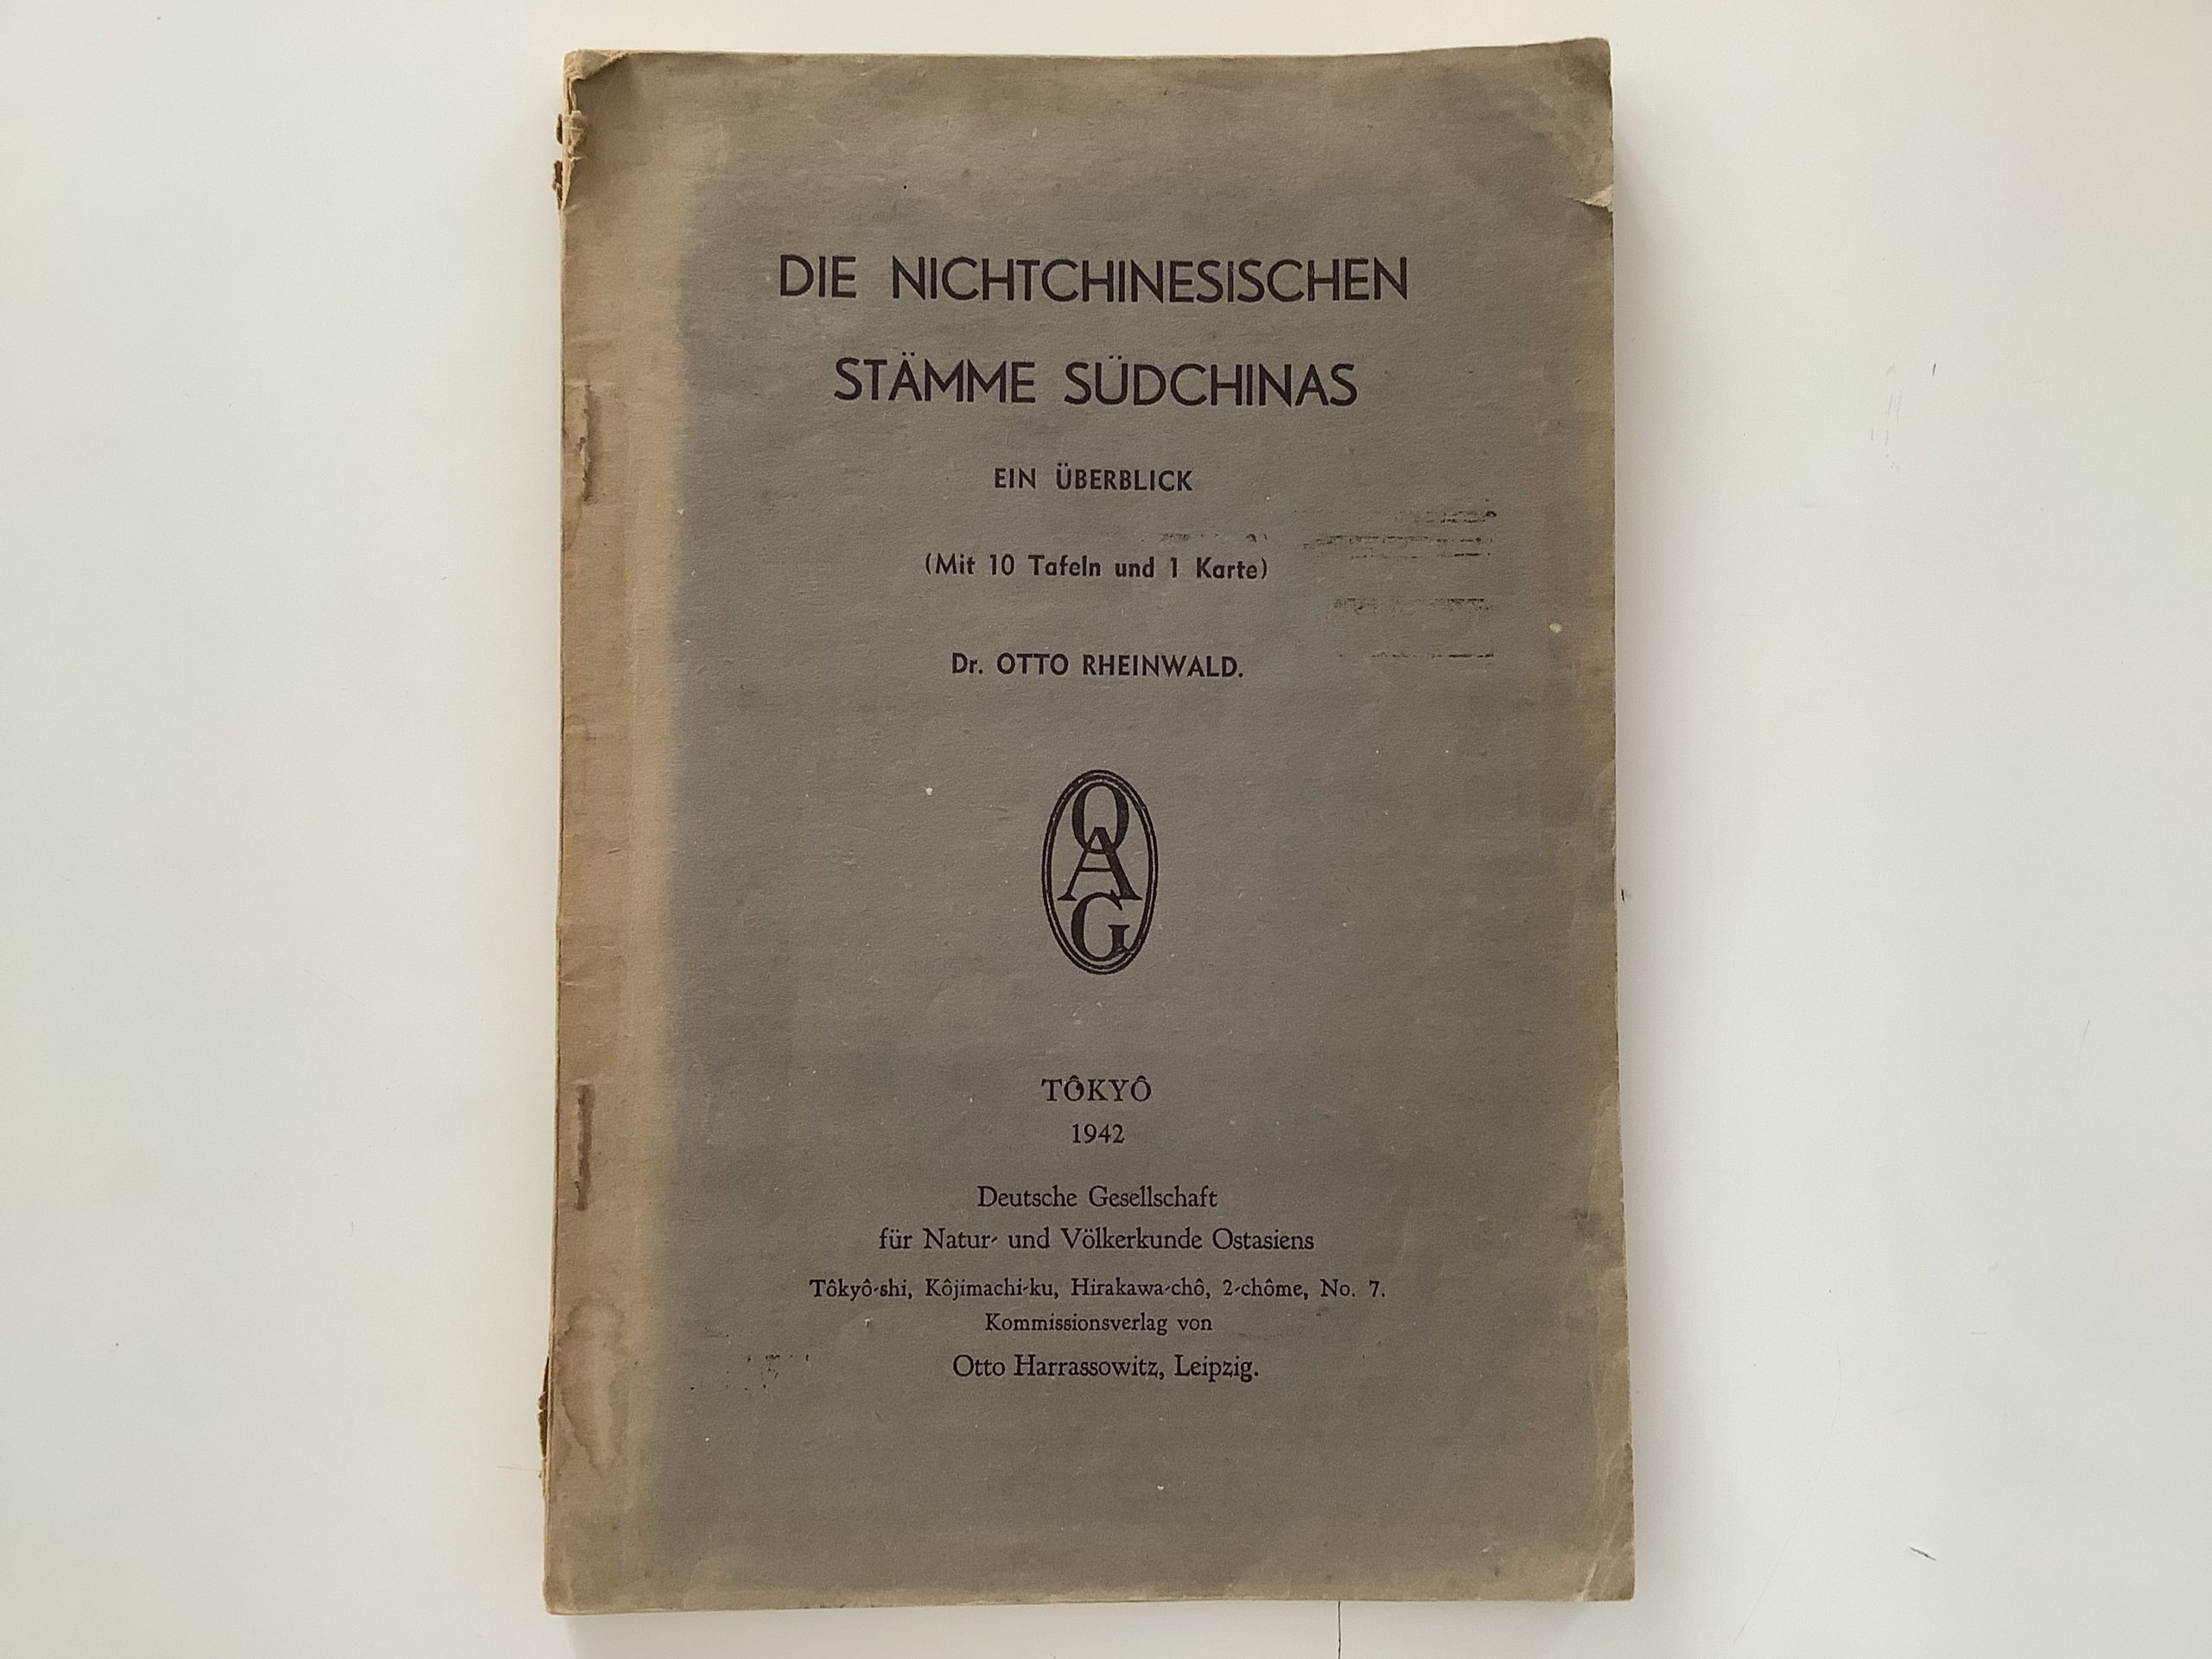 DIE NICHTCHINESISCHEN
STÄMME SÜDCHINAS
EIN ÜBERBLICK
(Mit 10 Tafeln und 1 Karte)
Dr. OTTO RHEINWALD.
OAG
TÔKYÔ
1942
Deutsche Gesellschaft
für Natur- und Völkerkunde Ostasiens
Tôkyô-shi, Kôjimachi-ku, Hirakawa-chô, 2-chôme, No. 7.
Kommissionsverlag von
Otto Harrassowitz, Leipzig.